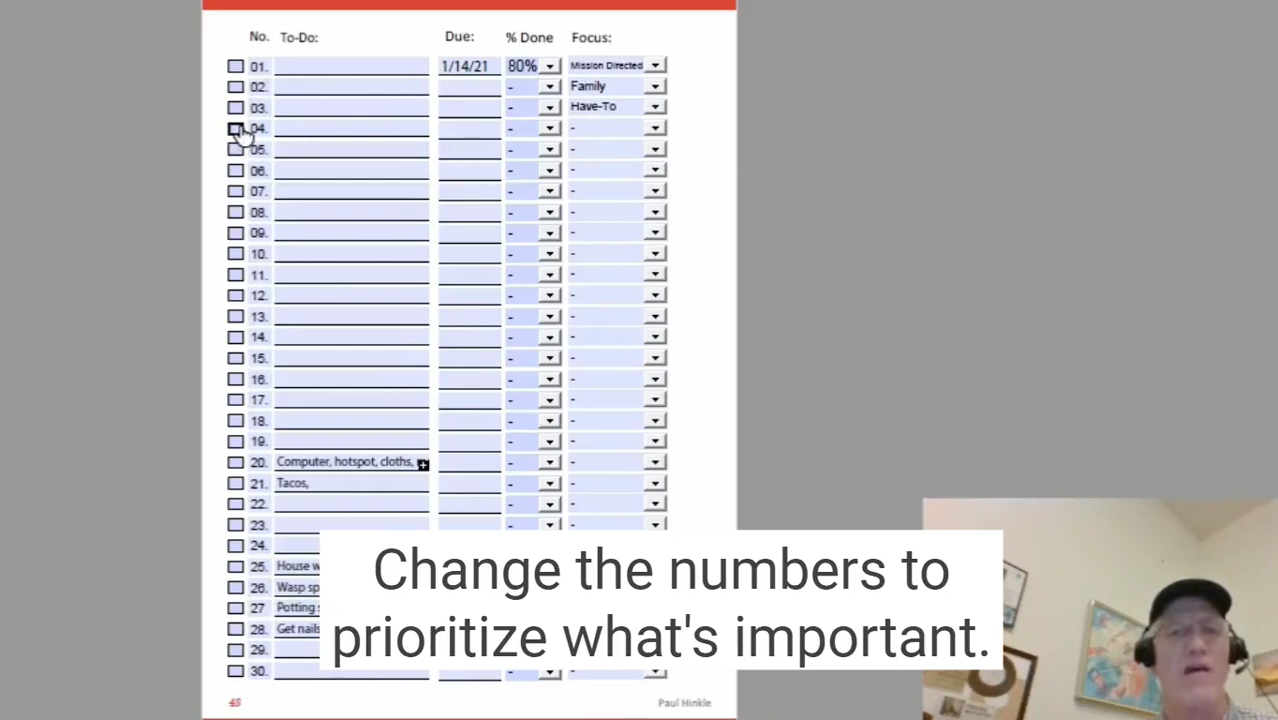 No. To-Do: Due: % Done Focus:
01. 1/14/21 80% Mission Directed
02. - Family
03. - Have-To
04. - -
05. - -
06. - -
07. - -
08. - -
09. - -
10. - -
11. - -
12. - -
13. - -
14. - -
15. - -
16. - -
17. - -
18. - -
19. - -
20. Computer, hotspot, cloths, - -
21. Tacos, - -
22. - -
23. - -
24.
25. House w
26. Wasp sp
27 Potting
28. Get nails
29.
30. - -
Change the numbers to
prioritize what's important.
Paul Hinkle